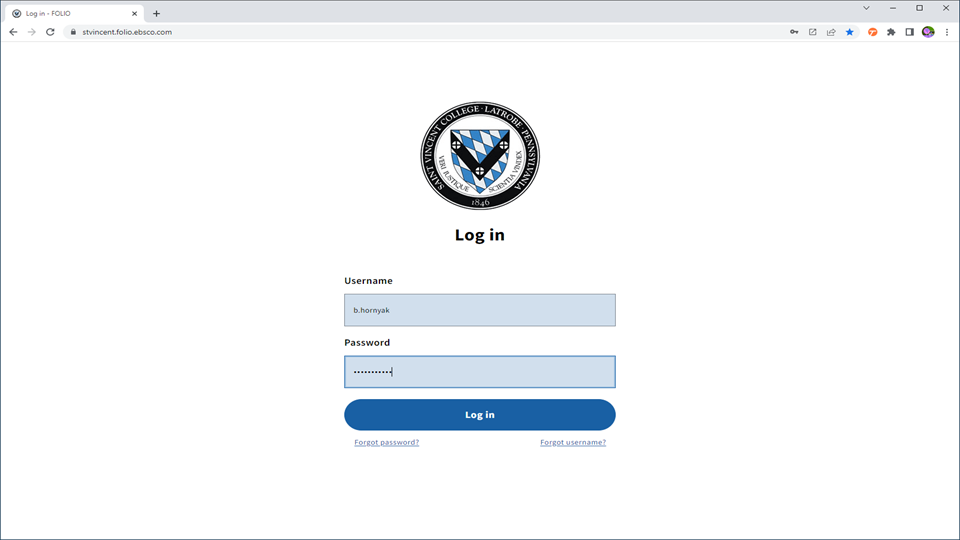 Log in - FOLIO
stvincent.folio.ebsco.com
SAINT VINCENT COLLEGE · LATROBE · PENNSYLVANIA
VERI JUSTIQUE SCIENTIA VINDEX
1846
Log in
Username
b.hornyak
Password
Log in
Forgot password? Forgot username?